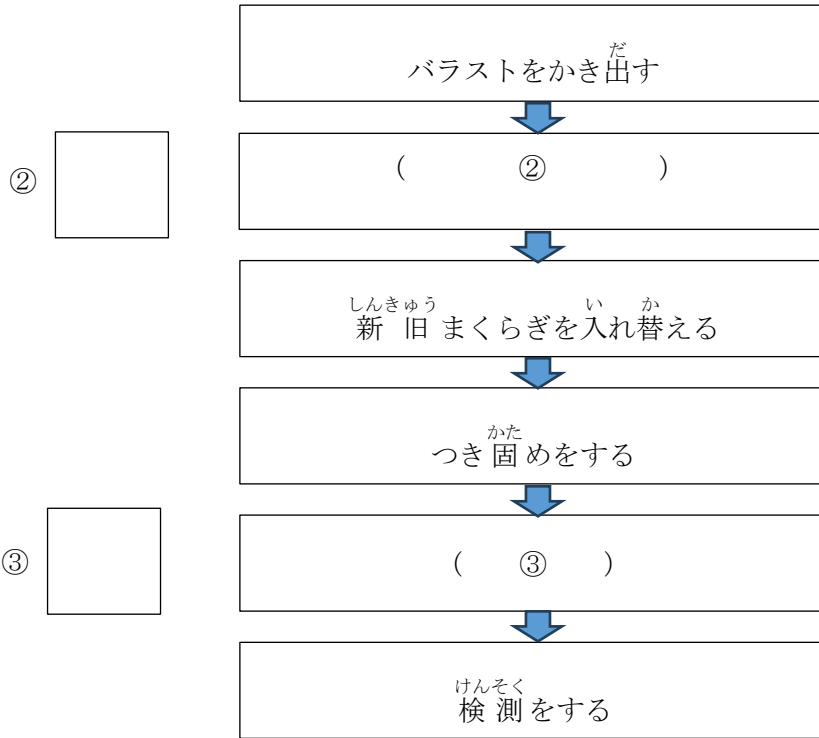 バラストをかき出す
②
( ② )
新旧まくらぎを入れ替える
つき固めをする
③
( ③ )
検測をする